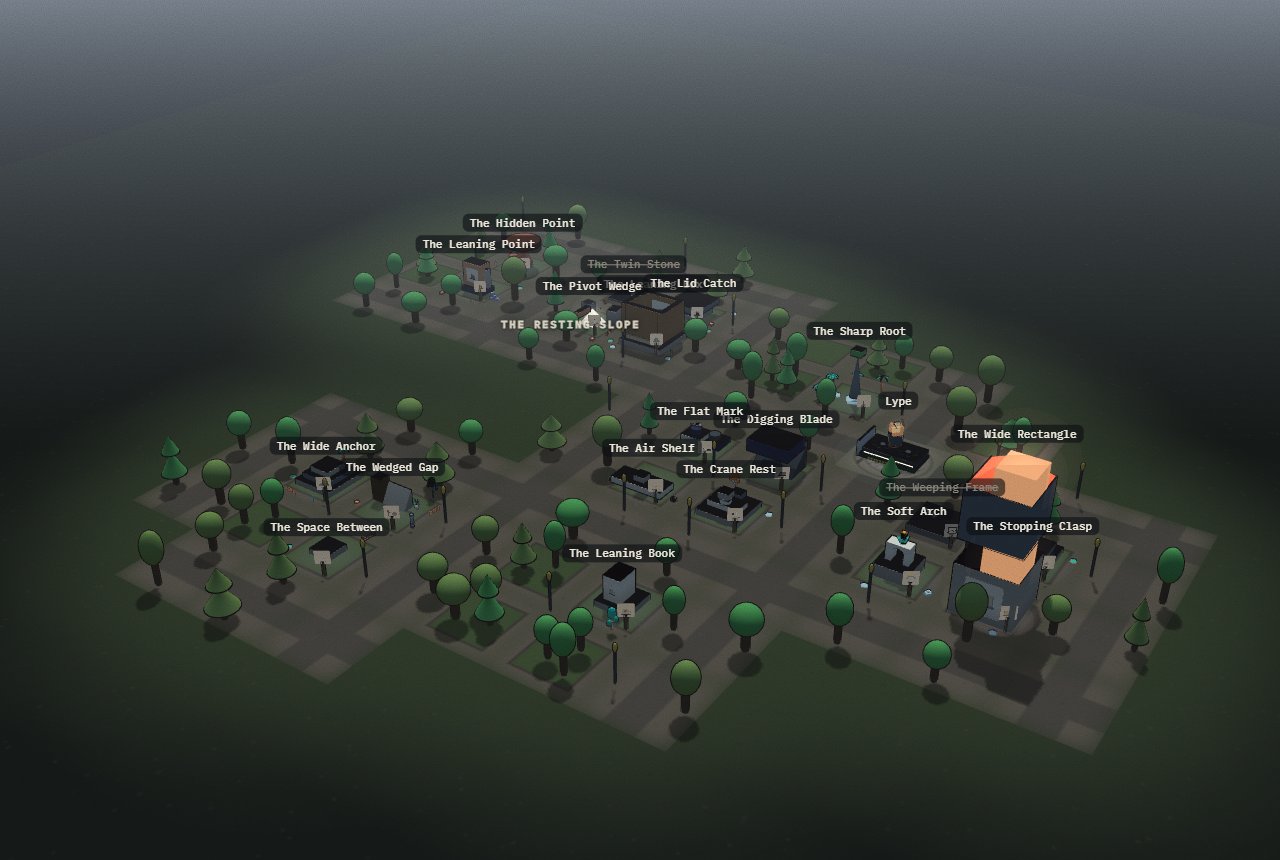 The Hidden Point
The Leaning Point
The Twin Stone
The Pivot Wedge
The Lid Catch
THE RESTING SLOPE
The Sharp Root
Lype
The Flat Mark
The Digging Blade
The Wide Rectangle
The Wide Anchor
The Air Shelf
The Wedged Gap
The Crane Rest
The Weeping Frame
The Soft Arch
The Space Between
The Stopping Clasp
The Leaning Book